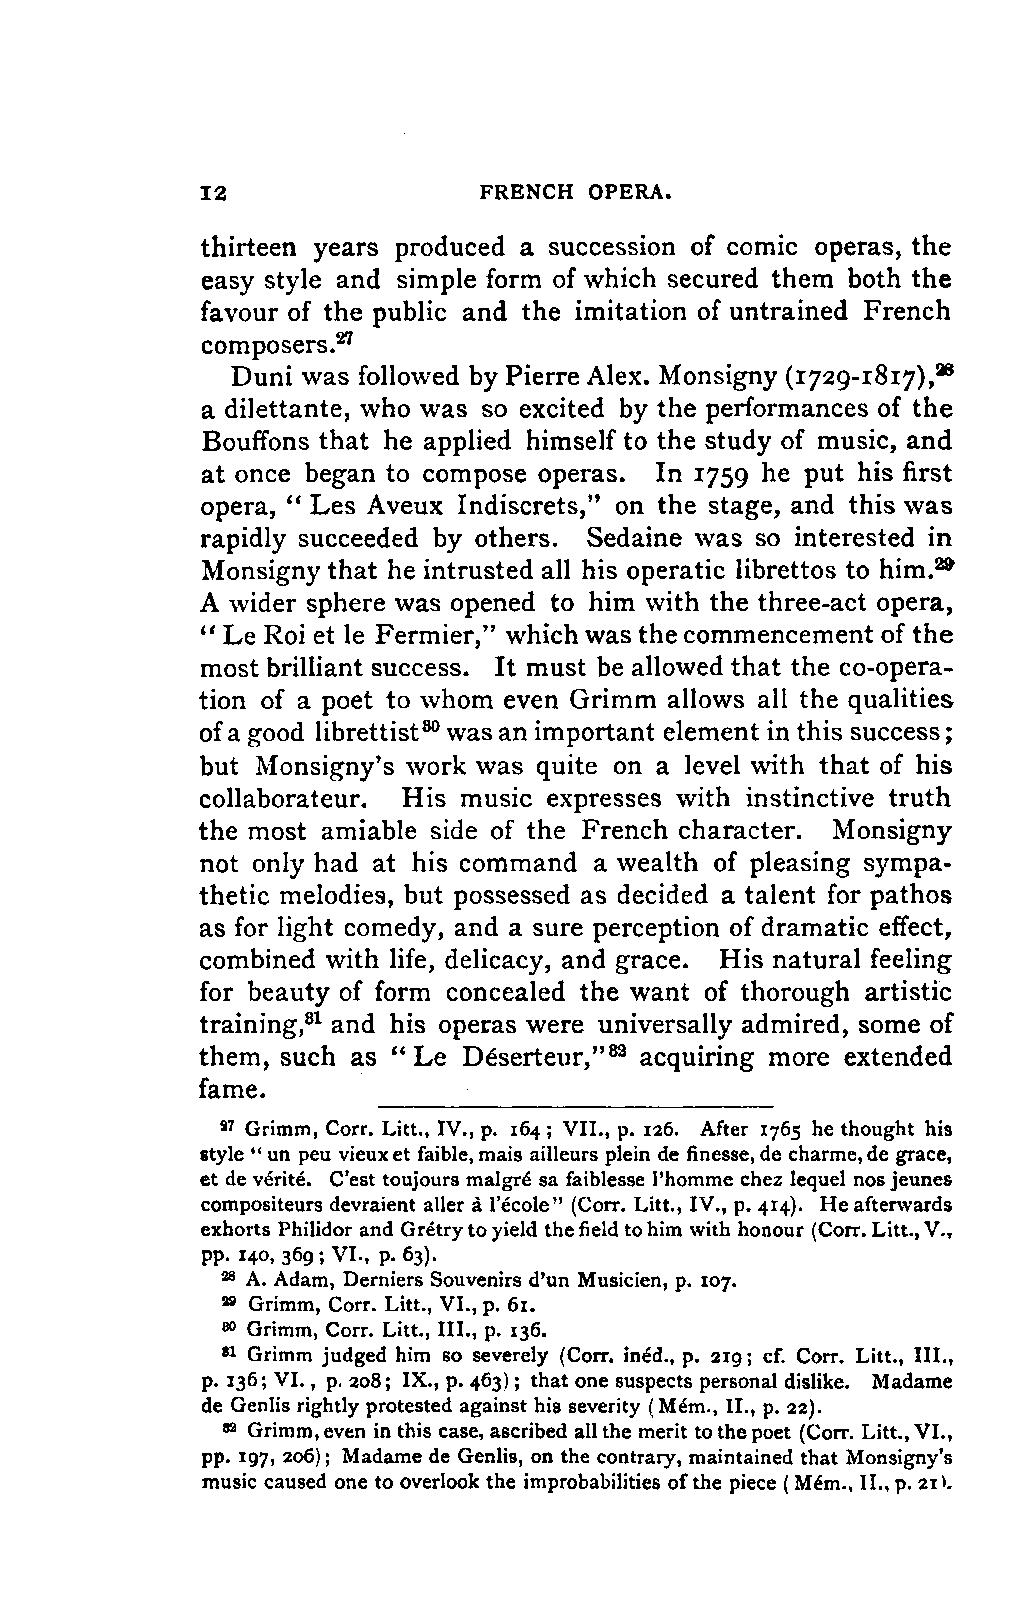 12 FRENCH OPERA.
thirteen years produced a succession of comic operas, the
easy style and simple form of which secured them both the
favour of the public and the imitation of untrained French
composers.²⁷
Duni was followed by Pierre Alex. Monsigny (1729-1817),²⁸
a dilettante, who was so excited by the performances of the
Bouffons that he applied himself to the study of music, and
at once began to compose operas. In 1759 he put his first
opera, “ Les Aveux Indiscrets,” on the stage, and this was
rapidly succeeded by others. Sedaine was so interested in
Monsigny that he intrusted all his operatic librettos to him.²⁹
A wider sphere was opened to him with the three-act opera,
“ Le Roi et le Fermier,” which was the commencement of the
most brilliant success. It must be allowed that the co-opera-
tion of a poet to whom even Grimm allows all the qualities
of a good librettist³⁰ was an important element in this success;
but Monsigny’s work was quite on a level with that of his
collaborateur. His music expresses with instinctive truth
the most amiable side of the French character. Monsigny
not only had at his command a wealth of pleasing sympa-
thetic melodies, but possessed as decided a talent for pathos
as for light comedy, and a sure perception of dramatic effect,
combined with life, delicacy, and grace. His natural feeling
for beauty of form concealed the want of thorough artistic
training,³¹ and his operas were universally admired, some of
them, such as “ Le Déserteur,”³² acquiring more extended
fame.
²⁷ Grimm, Corr. Litt., IV., p. 164; VII., p. 126. After 1765 he thought his
style “ un peu vieux et faible, mais ailleurs plein de finesse, de charme, de grace,
et de vérité. C’est toujours malgré sa faiblesse l’homme chez lequel nos jeunes
compositeurs devraient aller à l’école” (Corr. Litt., IV., p. 414). He afterwards
exhorts Philidor and Grétry to yield the field to him with honour (Corr. Litt., V.,
pp. 140, 369; VI., p. 63).
²⁸ A. Adam, Derniers Souvenirs d’un Musicien, p. 107.
²⁹ Grimm, Corr. Litt., VI., p. 61.
³⁰ Grimm, Corr. Litt., III., p. 136.
³¹ Grimm judged him so severely (Corr. inéd., p. 219; cf. Corr. Litt., III.,
p. 136; VI., p. 208; IX., p. 463); that one suspects personal dislike. Madame
de Genlis rightly protested against his severity (Mém., II., p. 22).
³² Grimm, even in this case, ascribed all the merit to the poet (Corr. Litt., VI.,
pp. 197, 206); Madame de Genlis, on the contrary, maintained that Monsigny’s
music caused one to overlook the improbabilities of the piece (Mém., II., p. 21).